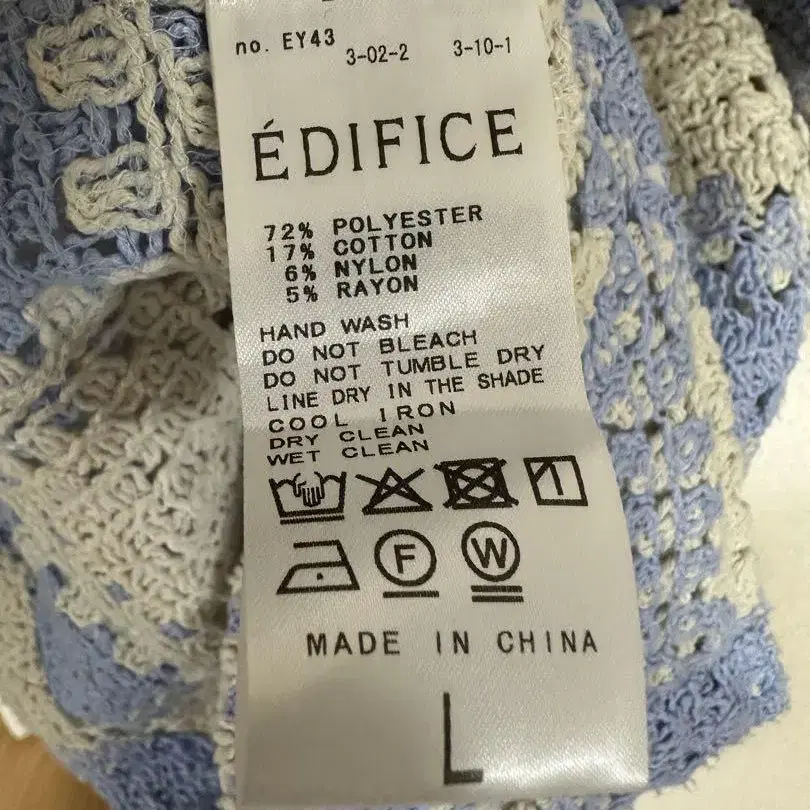 no. EY43 3-02-2 3-10-1
ÉDIFICE
72% POLYESTER
17% COTTON
6% NYLON
5% RAYON
HAND WASH
DO NOT BLEACH
DO NOT TUMBLE DRY
LINE DRY IN THE SHADE
COOL IRON
DRY CLEAN
WET CLEAN
F W
MADE IN CHINA
L